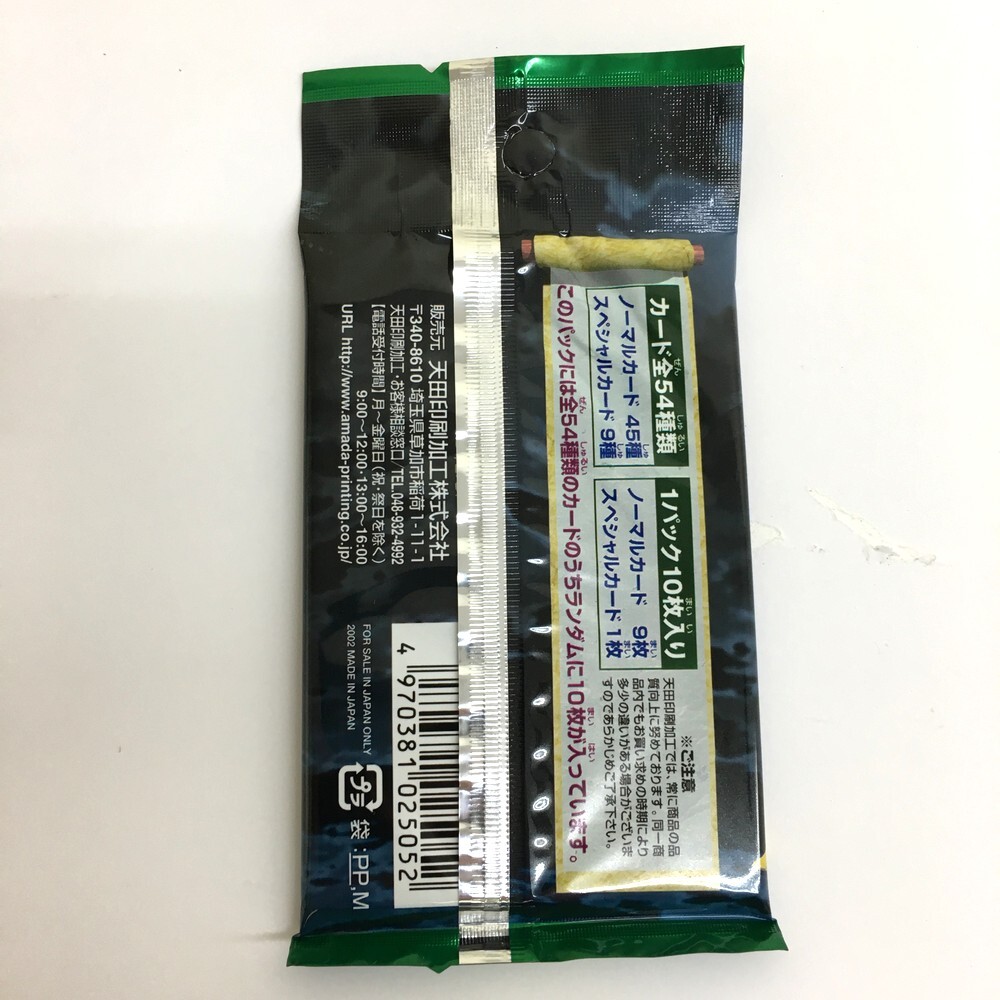 カード全54種類
ノーマルカード 45種
スペシャルカード 9種
1パック10枚入り
ノーマルカード 9枚
スペシャルカード 1枚
このパックには全54種類のカードのうちランダムに10枚が入っています。
※ご注意
天田印刷加工では、常に商品の品
質向上に努めております。同一商
品内でもお買い求めの時期により
多少の違いがある場合がございま
すのであらかじめご了承下さい。
販売元 天田印刷加工株式会社
〒340-8610 埼玉県草加市稲荷1-11-1
天田印刷加工・お客様相談窓口/TEL.048-932-4992
【電話受付時間】月〜金曜日(祝・祭日を除く)
9:00〜12:00・13:00〜16:00
URL http://www.amada-printing.co.jp/
4 970381 025052
FOR SALE IN JAPAN ONLY
2002 MADE IN JAPAN
プラ
袋:PP,M